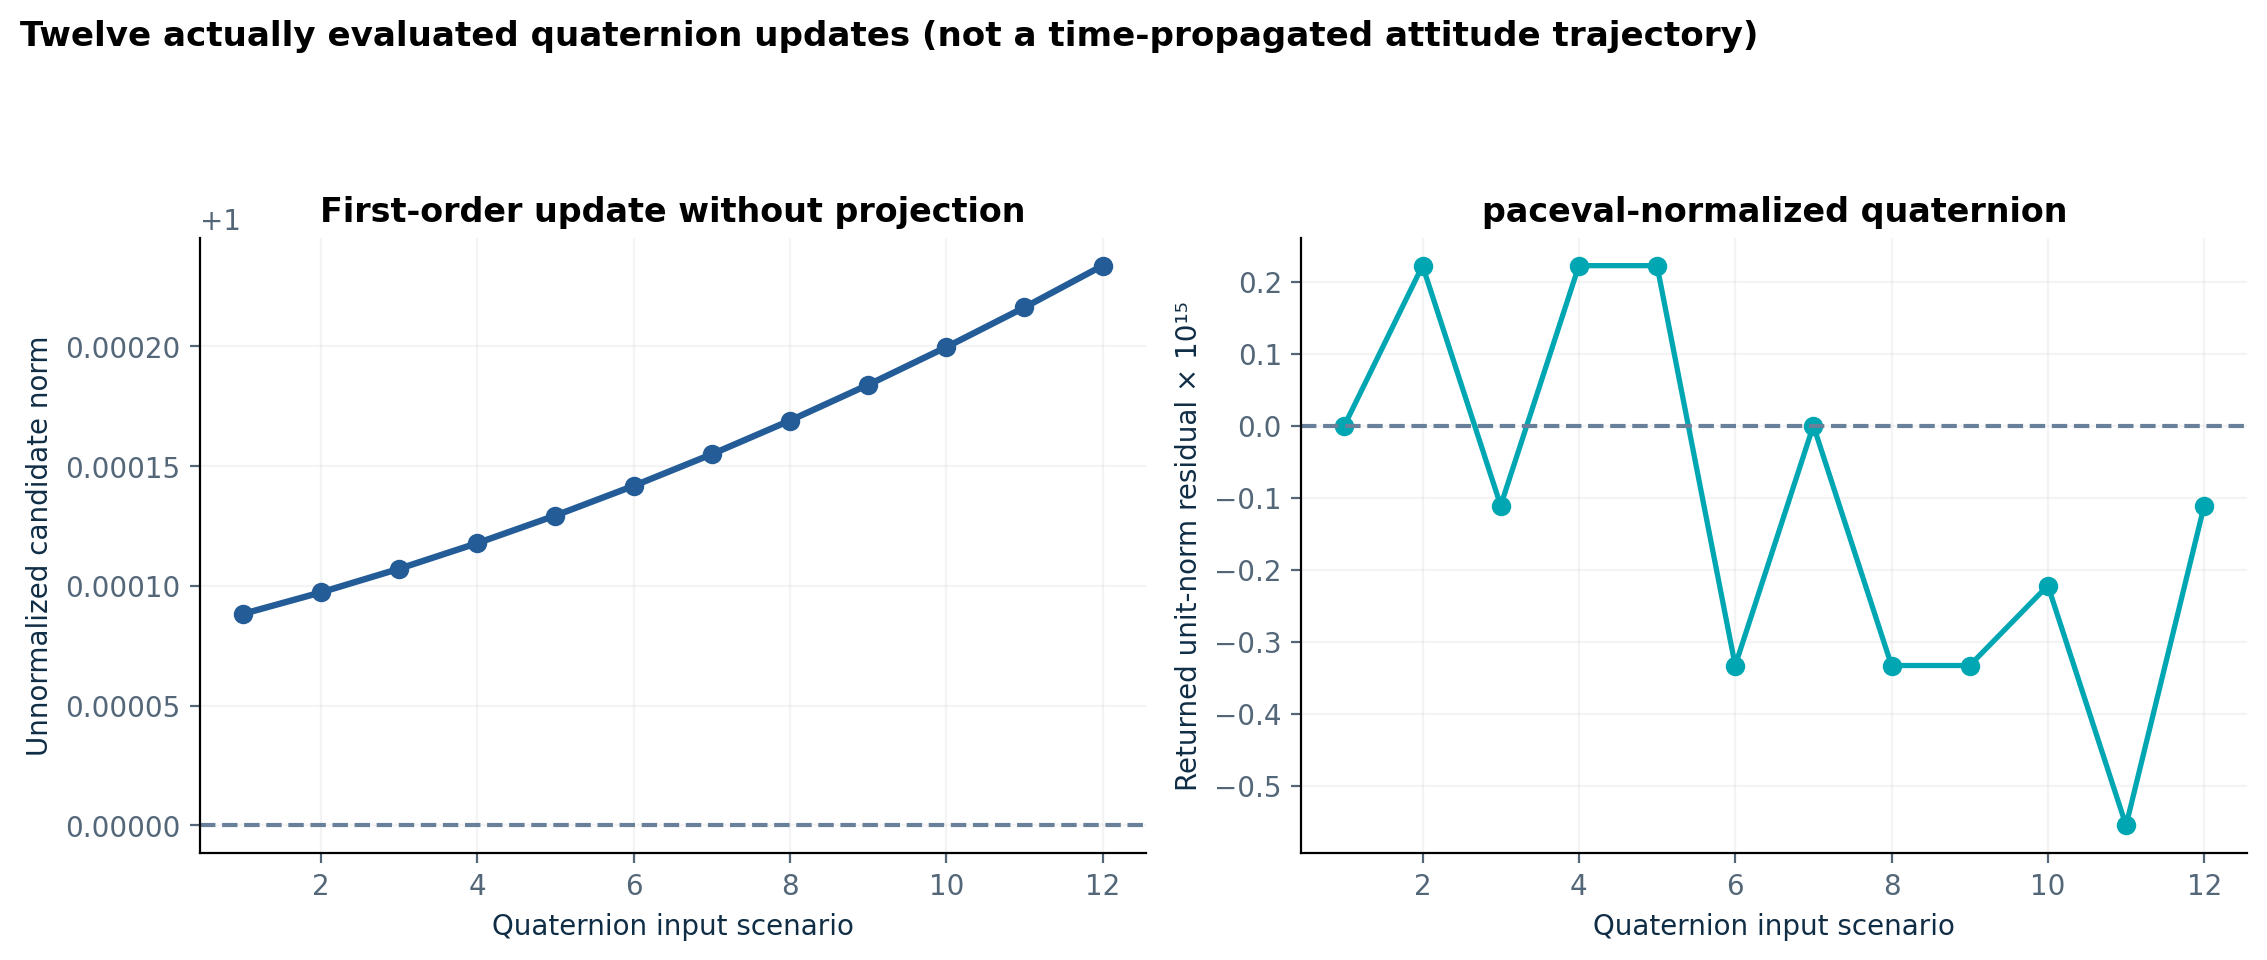 Twelve actually evaluated quaternion updates (not a time-propagated attitude trajectory)
First-order update without projection
+1
Unnormalized candidate norm
0.00020
0.00015
0.00010
0.00005
0.00000
2 4 6 8 10 12
Quaternion input scenario
paceval-normalized quaternion
Returned unit-norm residual × 10¹⁵
0.2
0.1
0.0
−0.1
−0.2
−0.3
−0.4
−0.5
2 4 6 8 10 12
Quaternion input scenario